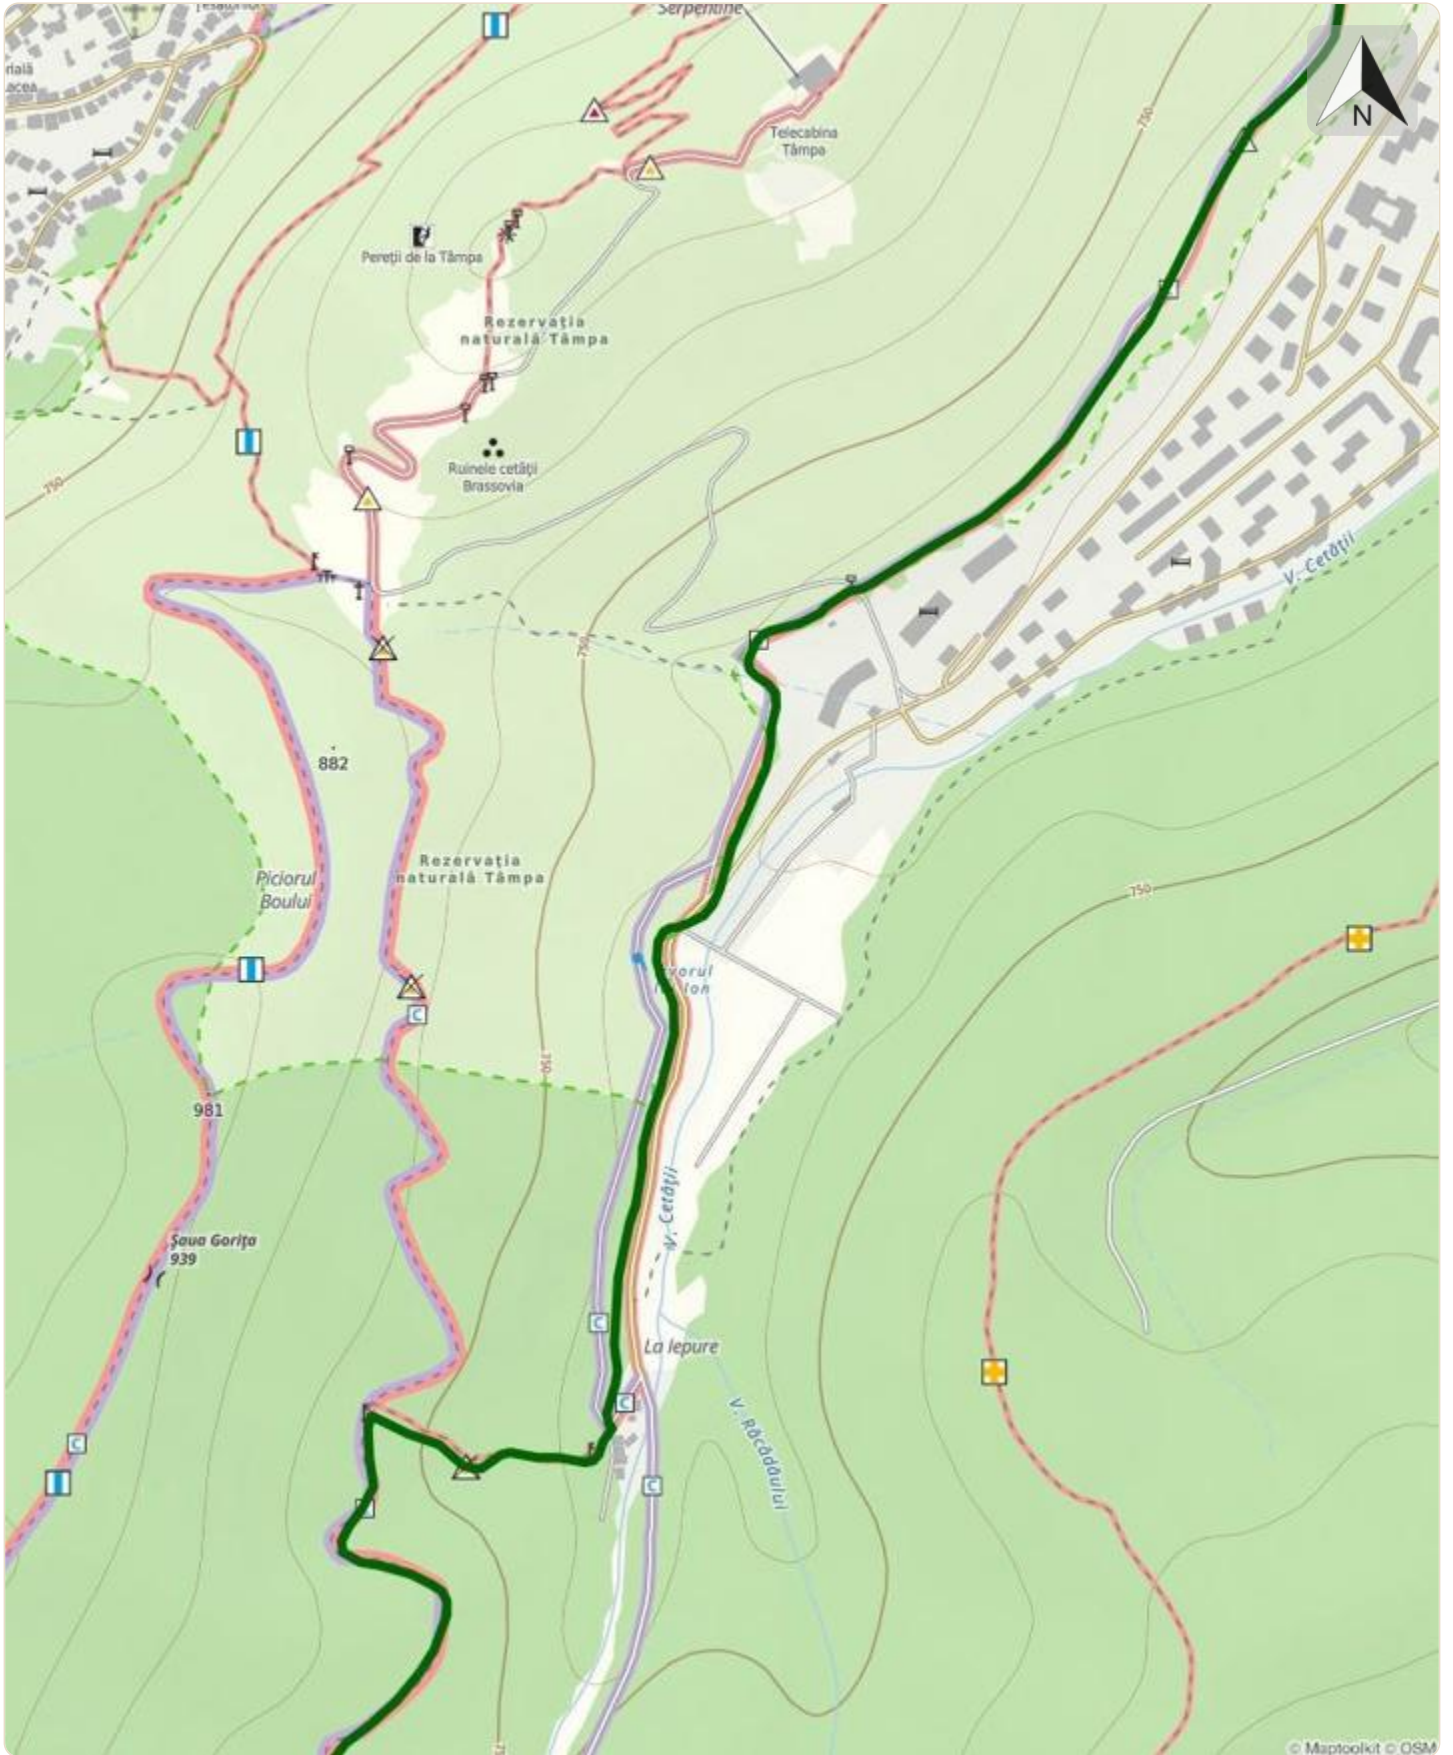 Serpentine
N
750
Telecabina
Tâmpa
Pereții de la Tâmpa
Rezervația
naturală Tâmpa
Ruinele cetății
Brassovia
750
V. Cetății
750
882
Rezervația
naturală Tâmpa
Piciorul
Boului
750
750
981
V. Cetății
Șaua Gorița
939
C
C
La Iepure
C
C
C
V. Răcădăului
© Maptoolkit © OSM